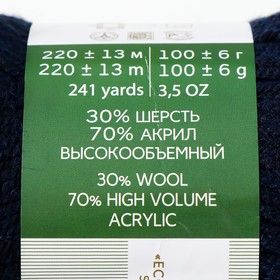 220 ± 13 м 100 ± 6 г
220 ± 13 m 100 ± 6 g
241 yards 3,5 OZ
30% ШЕРСТЬ
70% АКРИЛ
ВЫСОКООБЪЕМНЫЙ
30% WOOL
70% HIGH VOLUME
ACRYLIC